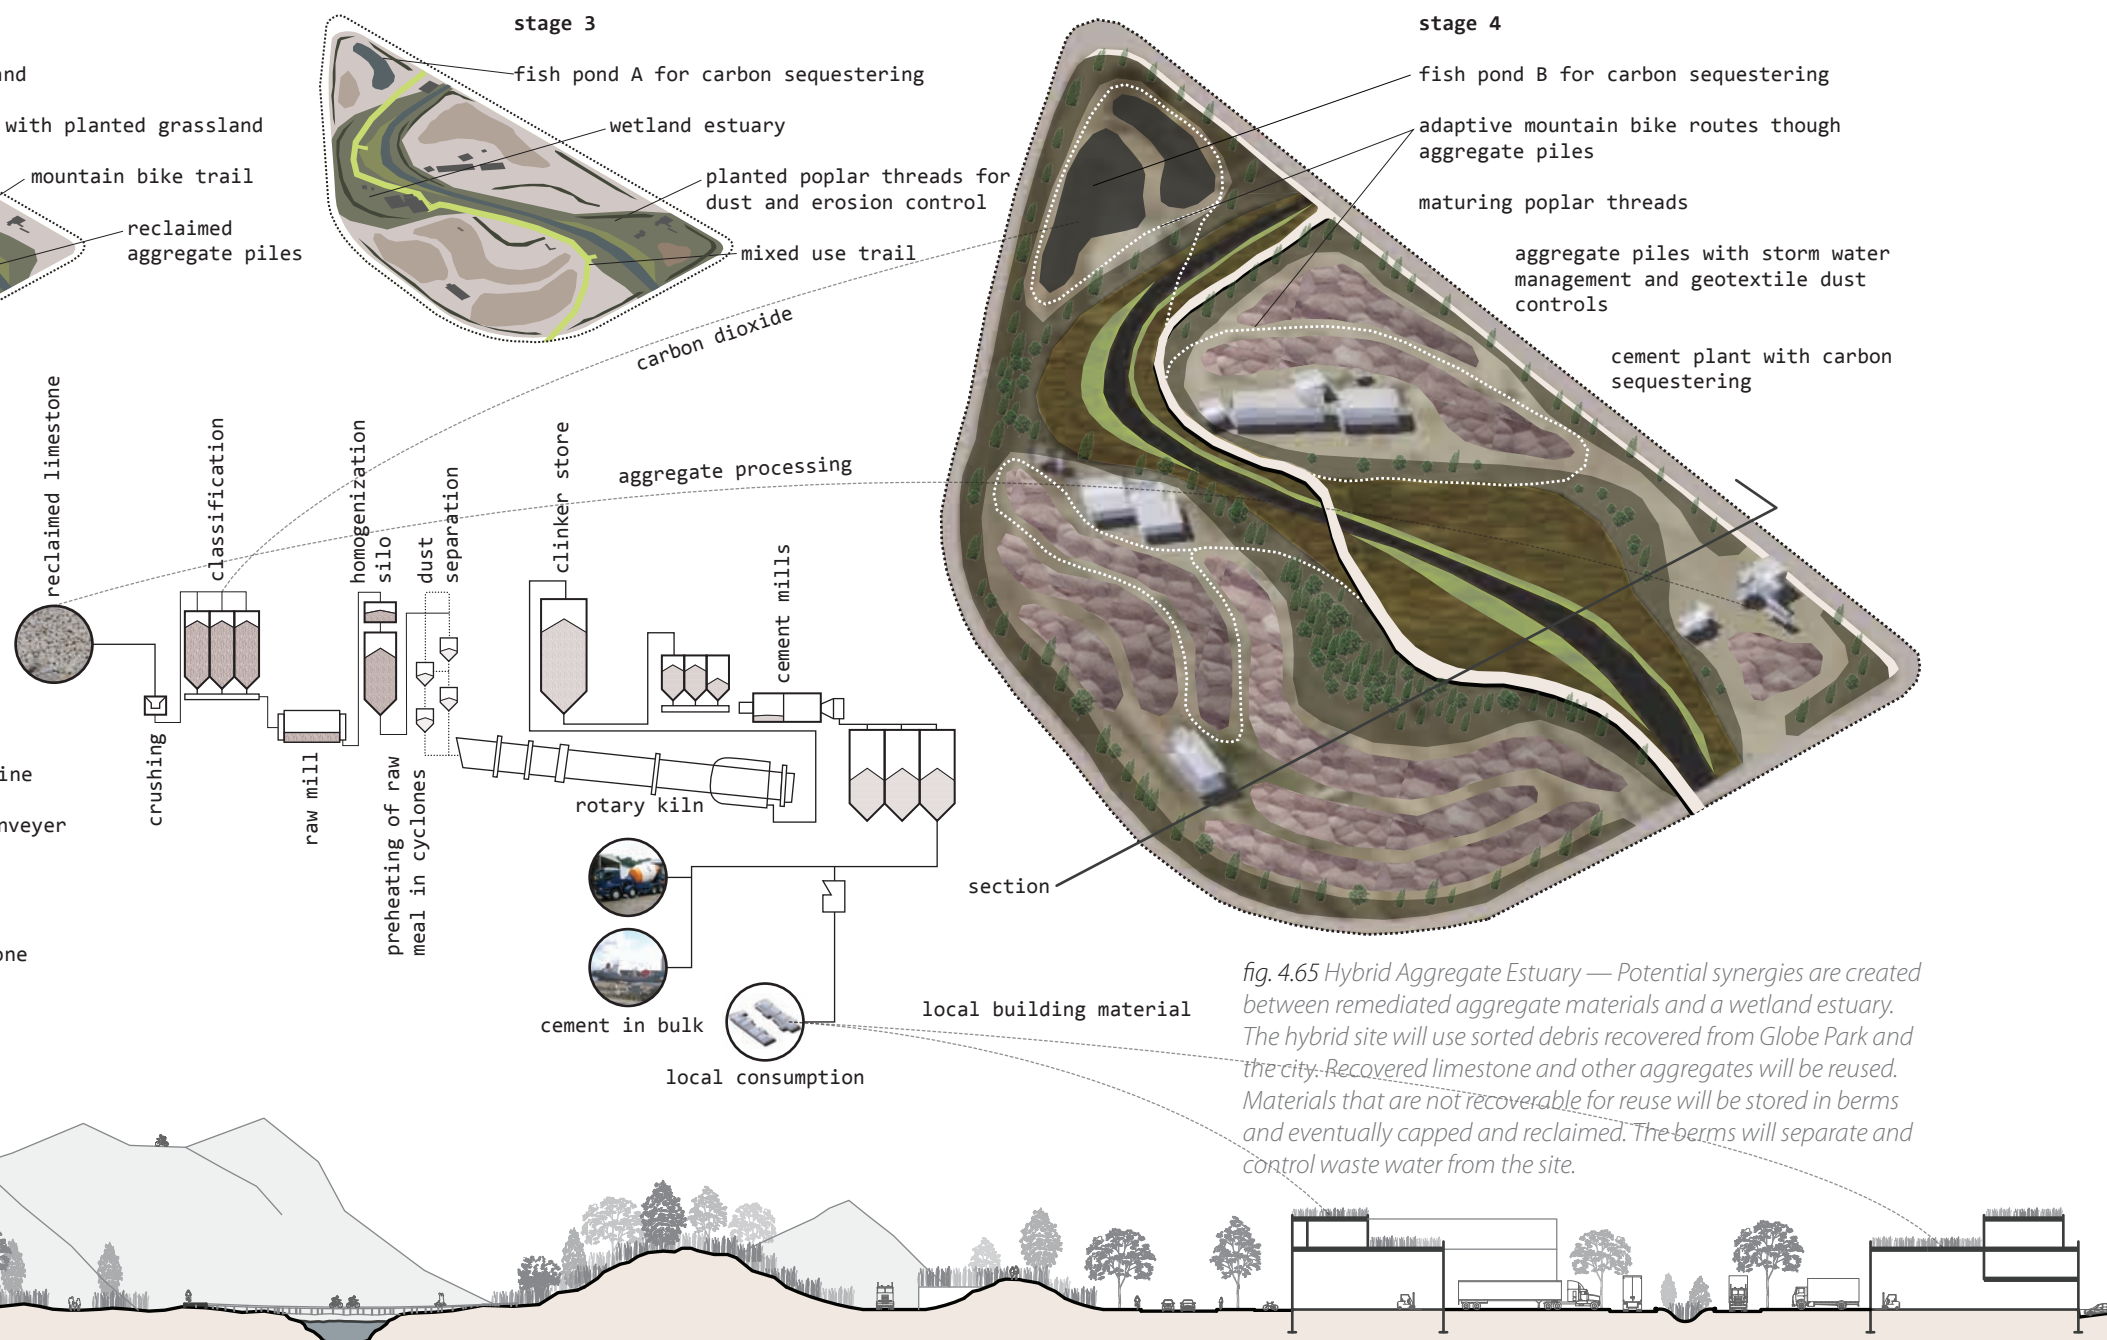 stage 3
fish pond A for carbon sequestering
wetland estuary
planted poplar threads for
dust and erosion control
mixed use trail
with planted grassland
mountain bike trail
reclaimed
aggregate piles
stage 4
fish pond B for carbon sequestering
adaptive mountain bike routes though
aggregate piles
maturing poplar threads
aggregate piles with storm water
management and geotextile dust
controls
cement plant with carbon
sequestering
carbon dioxide
aggregate processing
reclaimed limestone
classification
homogenization
silo
dust
separation
clinker store
cement mills
crushing
raw mill
preheating of raw
meal in cyclones
rotary kiln
cement in bulk
local consumption
local building material
section
fig. 4.65 Hybrid Aggregate Estuary — Potential synergies are created
between remediated aggregate materials and a wetland estuary.
The hybrid site will use sorted debris recovered from Globe Park and
the city. Recovered limestone and other aggregates will be reused.
Materials that are not recoverable for reuse will be stored in berms
and eventually capped and reclaimed. The berms will separate and
control waste water from the site.